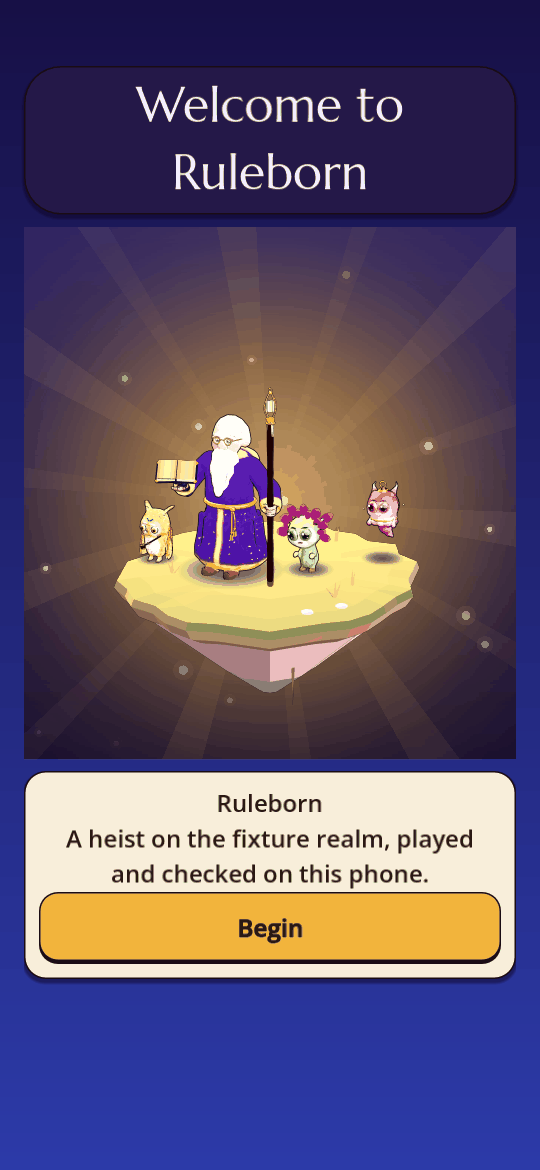 Welcome to
Ruleborn
Ruleborn
A heist on the fixture realm, played
and checked on this phone.
Begin